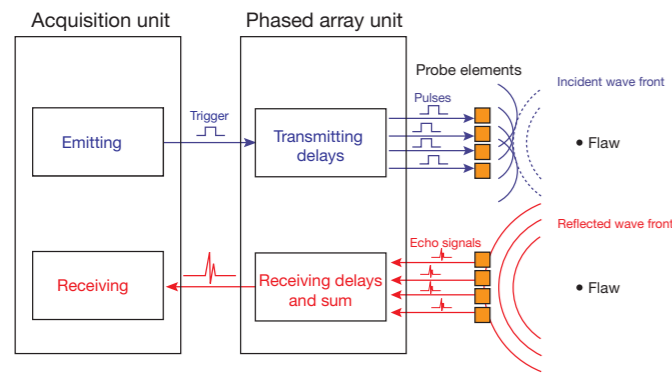 Acquisition unit
Phased array unit
Probe elements
Incident wave front
Emitting
Trigger
Transmitting
delays
Pulses
• Flaw
Reflected wave front
Receiving
Receiving delays
and sum
Echo signals
• Flaw